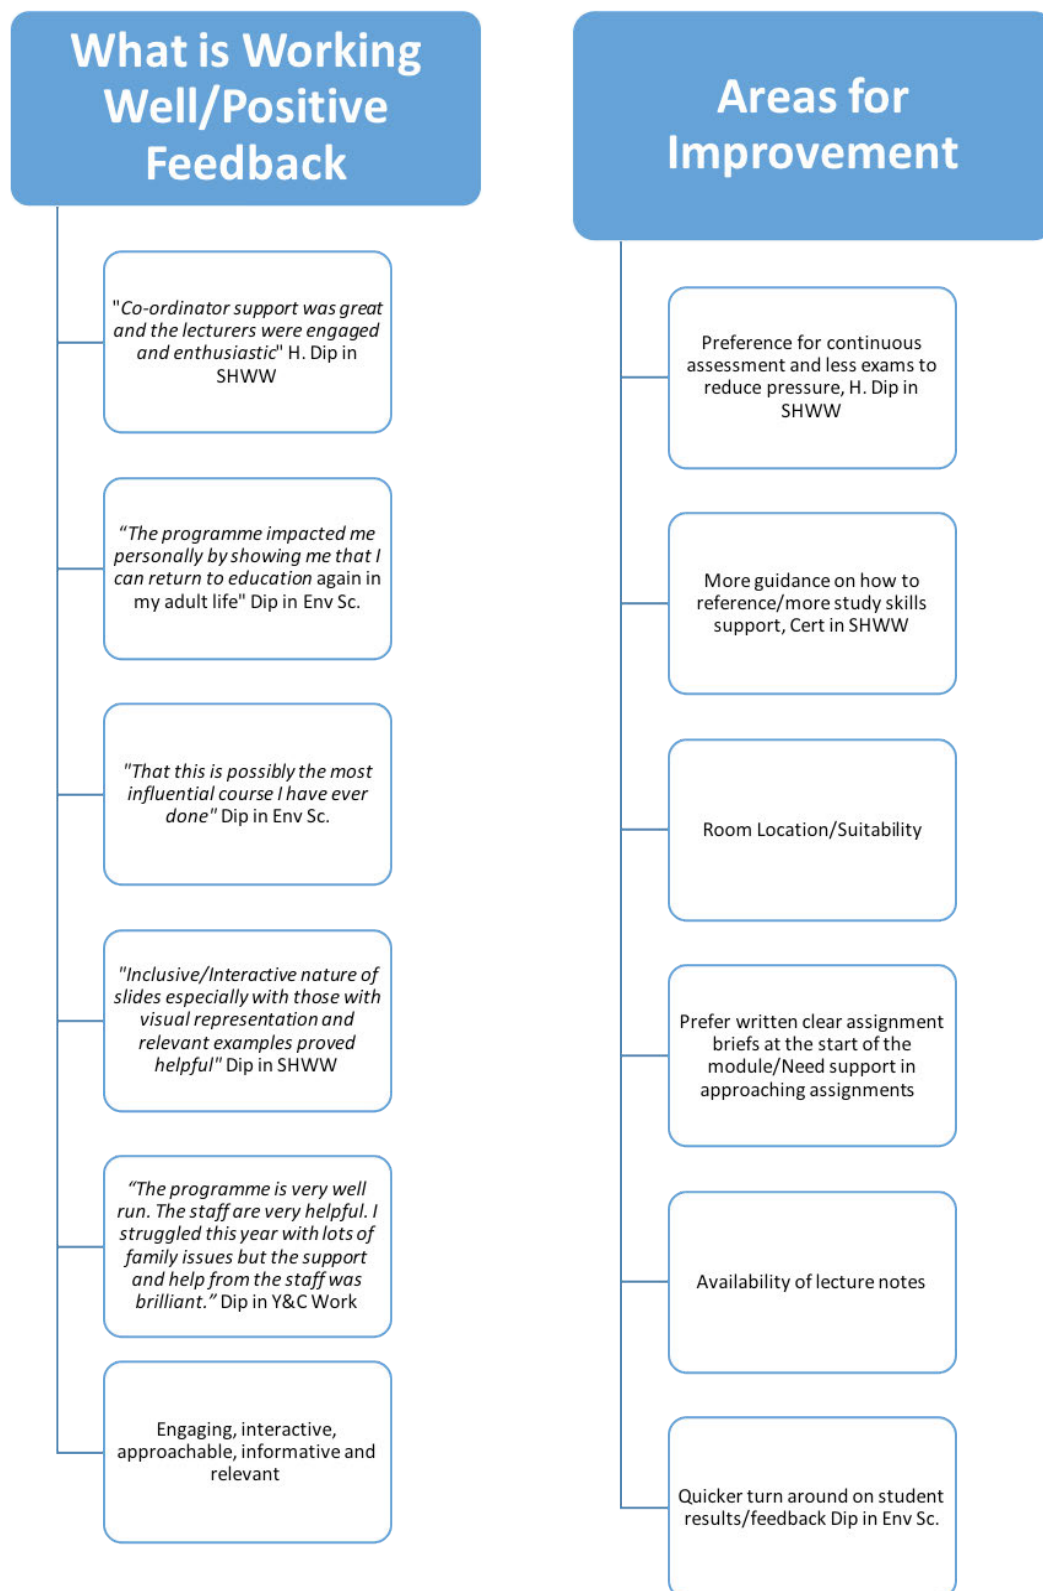 What is Working
Well/Positive
Feedback
"Co-ordinator support was great
and the lecturers were engaged
and enthusiastic" H. Dip in
SHWW
“The programme impacted me
personally by showing me that I
can return to education again in
my adult life" Dip in Env Sc.
"That this is possibly the most
influential course I have ever
done" Dip in Env Sc.
"Inclusive/Interactive nature of
slides especially with those with
visual representation and
relevant examples proved
helpful" Dip in SHWW
“The programme is very well
run. The staff are very helpful. I
struggled this year with lots of
family issues but the support
and help from the staff was
brilliant.” Dip in Y&C Work
Engaging, interactive,
approachable, informative and
relevant
Areas for
Improvement
Preference for continuous
assessment and less exams to
reduce pressure, H. Dip in
SHWW
More guidance on how to
reference/more study skills
support, Cert in SHWW
Room Location/Suitability
Prefer written clear assignment
briefs at the start of the
module/Need support in
approaching assignments
Availability of lecture notes
Quicker turn around on student
results/feedback Dip in Env Sc.